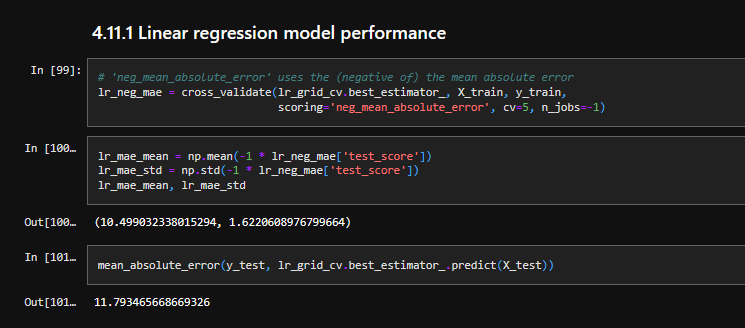 4.11.1 Linear regression model performance
In [99]:
# 'neg_mean_absolute_error' uses the (negative of) the mean absolute error
lr_neg_mae = cross_validate(lr_grid_cv.best_estimator_, X_train, y_train,
scoring='neg_mean_absolute_error', cv=5, n_jobs=-1)
In [100…
lr_mae_mean = np.mean(-1 * lr_neg_mae['test_score'])
lr_mae_std = np.std(-1 * lr_neg_mae['test_score'])
lr_mae_mean, lr_mae_std
Out[100…
(10.499032338015294, 1.6220608976799664)
In [101…
mean_absolute_error(y_test, lr_grid_cv.best_estimator_.predict(X_test))
Out[101…
11.793465668669326